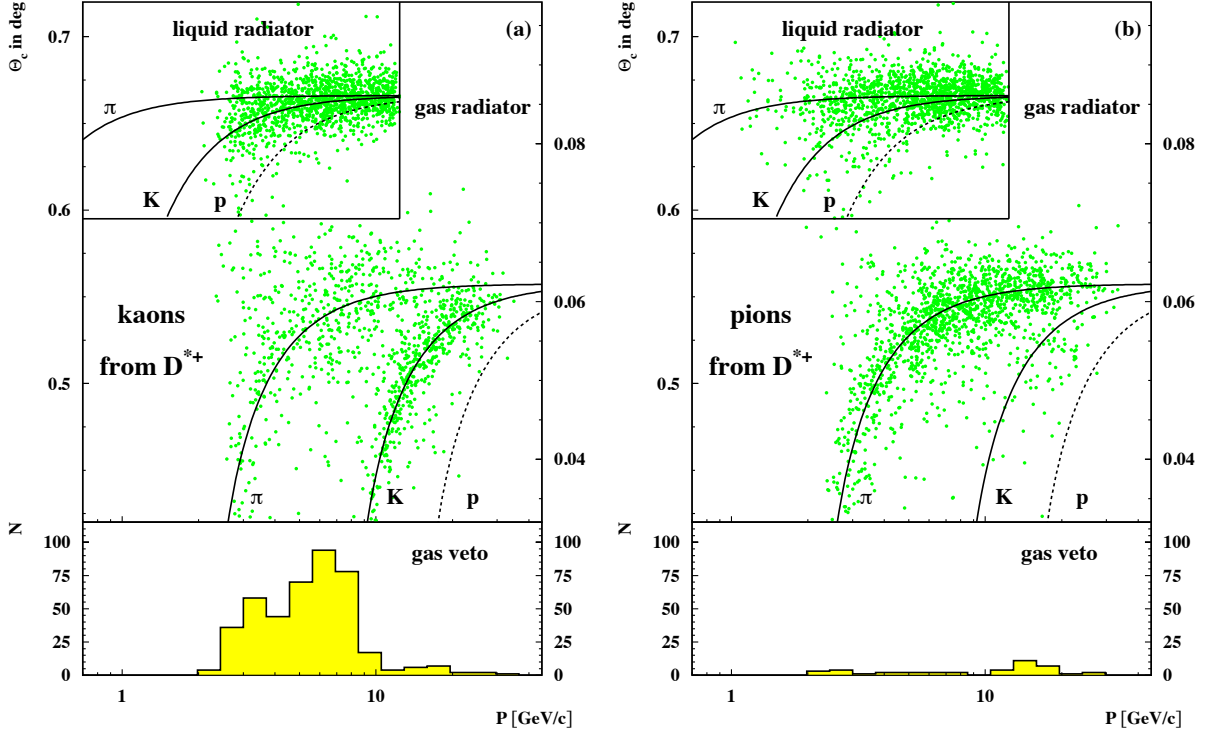 Θc in deg
0.7
0.6
0.5
liquid radiator
(a)
gas radiator
π
K
p
0.08
0.06
0.04
kaons
from D*+
π
K
p
N
100
75
50
25
0
gas veto
100
75
50
25
0
1
10
P [GeV/c]
Θc in deg
0.7
0.6
0.5
liquid radiator
(b)
gas radiator
π
K
p
0.08
0.06
0.04
pions
from D*+
π
K
p
N
100
75
50
25
0
gas veto
100
75
50
25
0
1
10
P [GeV/c]